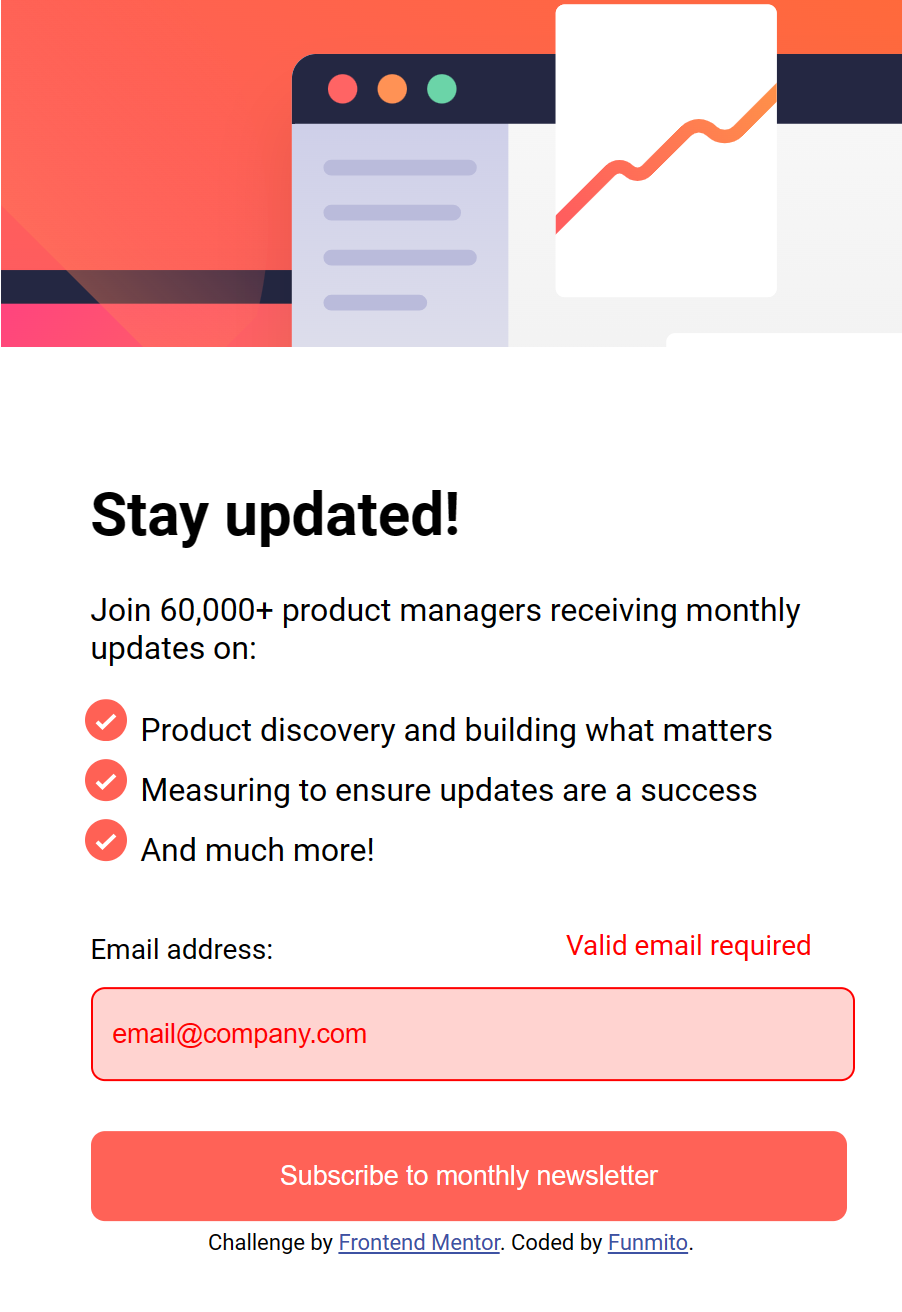 Stay updated!
Join 60,000+ product managers receiving monthly
updates on:
Product discovery and building what matters
Measuring to ensure updates are a success
And much more!
Email address:
Valid email required
email@company.com
Subscribe to monthly newsletter
Challenge by Frontend Mentor. Coded by Funmito.